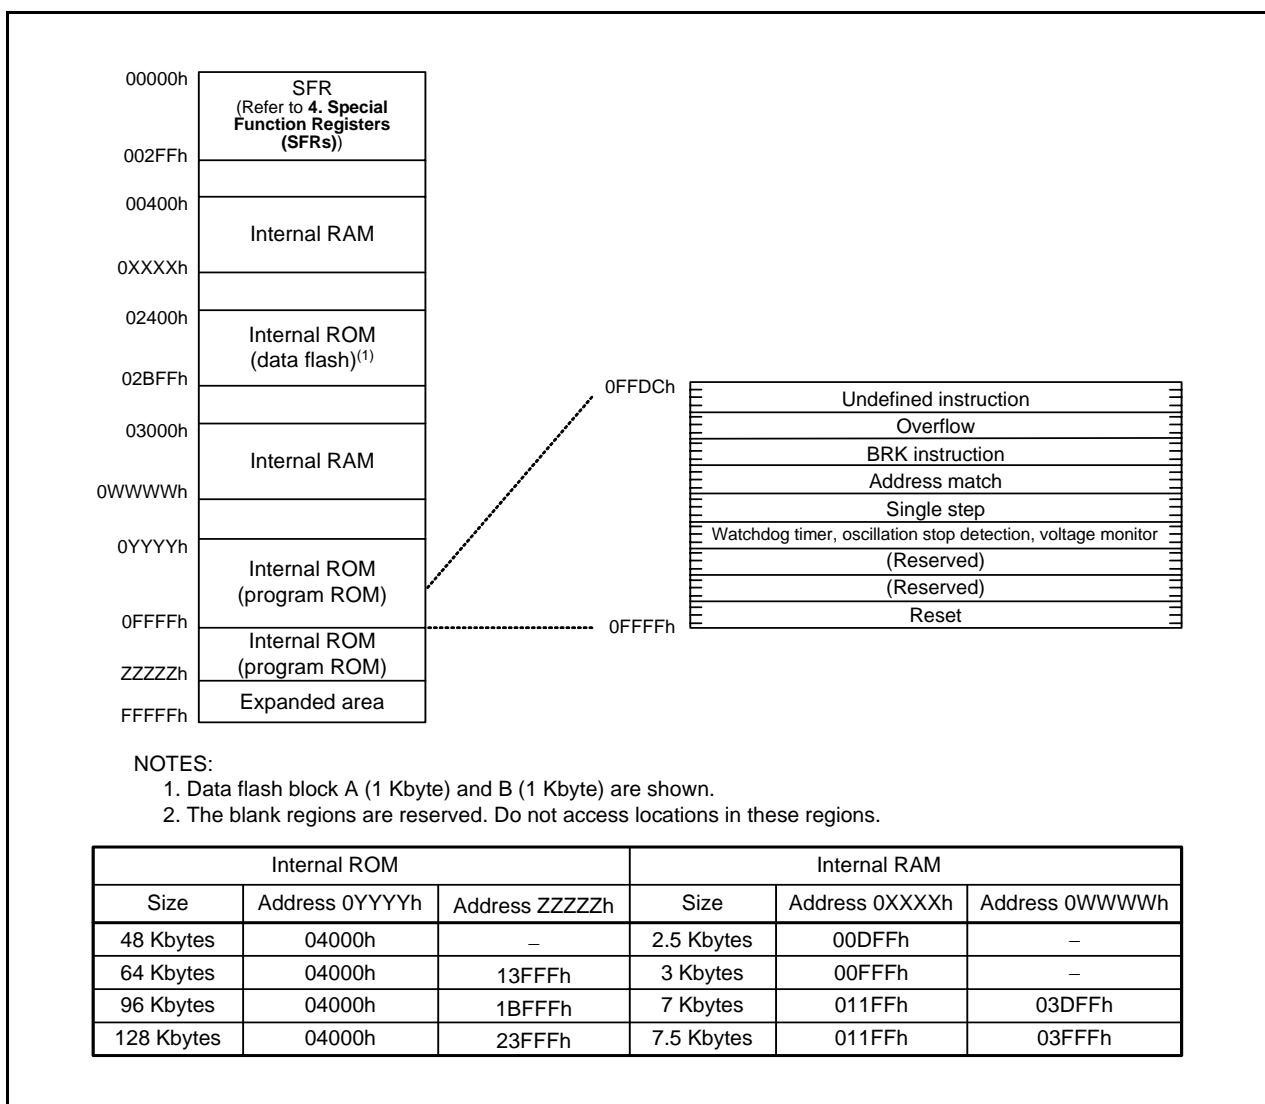 00000h
SFR
(Refer to 4. Special
Function Registers
(SFRs))
002FFh
00400h
Internal RAM
0XXXXh
02400h
Internal ROM
(data flash)(1)
02BFFh
03000h
Internal RAM
0WWWWh
0YYYYh
Internal ROM
(program ROM)
0FFFFh
Internal ROM
(program ROM)
ZZZZZh
Expanded area
FFFFFh
0FFDCh
Undefined instruction
Overflow
BRK instruction
Address match
Single step
Watchdog timer, oscillation stop detection, voltage monitor
(Reserved)
(Reserved)
Reset
0FFFFh
NOTES:
1. Data flash block A (1 Kbyte) and B (1 Kbyte) are shown.
2. The blank regions are reserved. Do not access locations in these regions.
Internal ROM Internal RAM
Size Address 0YYYYh Address ZZZZZh Size Address 0XXXXh Address 0WWWWh
48 Kbytes 04000h – 2.5 Kbytes 00DFFh –
64 Kbytes 04000h 13FFFh 3 Kbytes 00FFFh –
96 Kbytes 04000h 1BFFFh 7 Kbytes 011FFh 03DFFh
128 Kbytes 04000h 23FFFh 7.5 Kbytes 011FFh 03FFFh